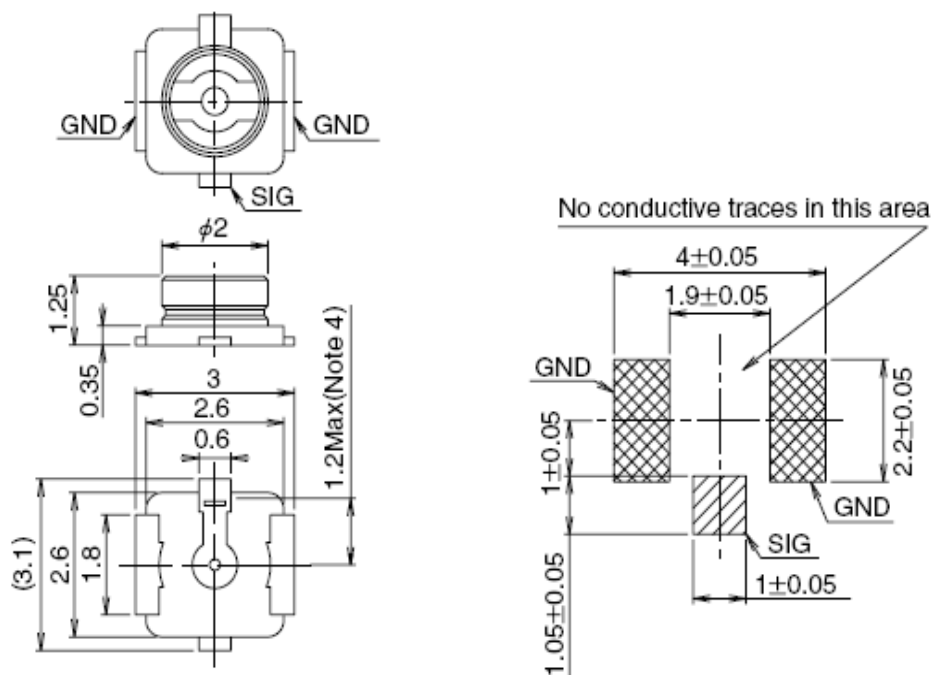 GND
GND
SIG
ϕ2
1.25
0.35
3
2.6
0.6
1.2Max(Note 4)
(3.1)
2.6
1.8
No conductive traces in this area
4±0.05
1.9±0.05
GND
2.2±0.05
1±0.05
GND
SIG
1±0.05
1.05±0.05